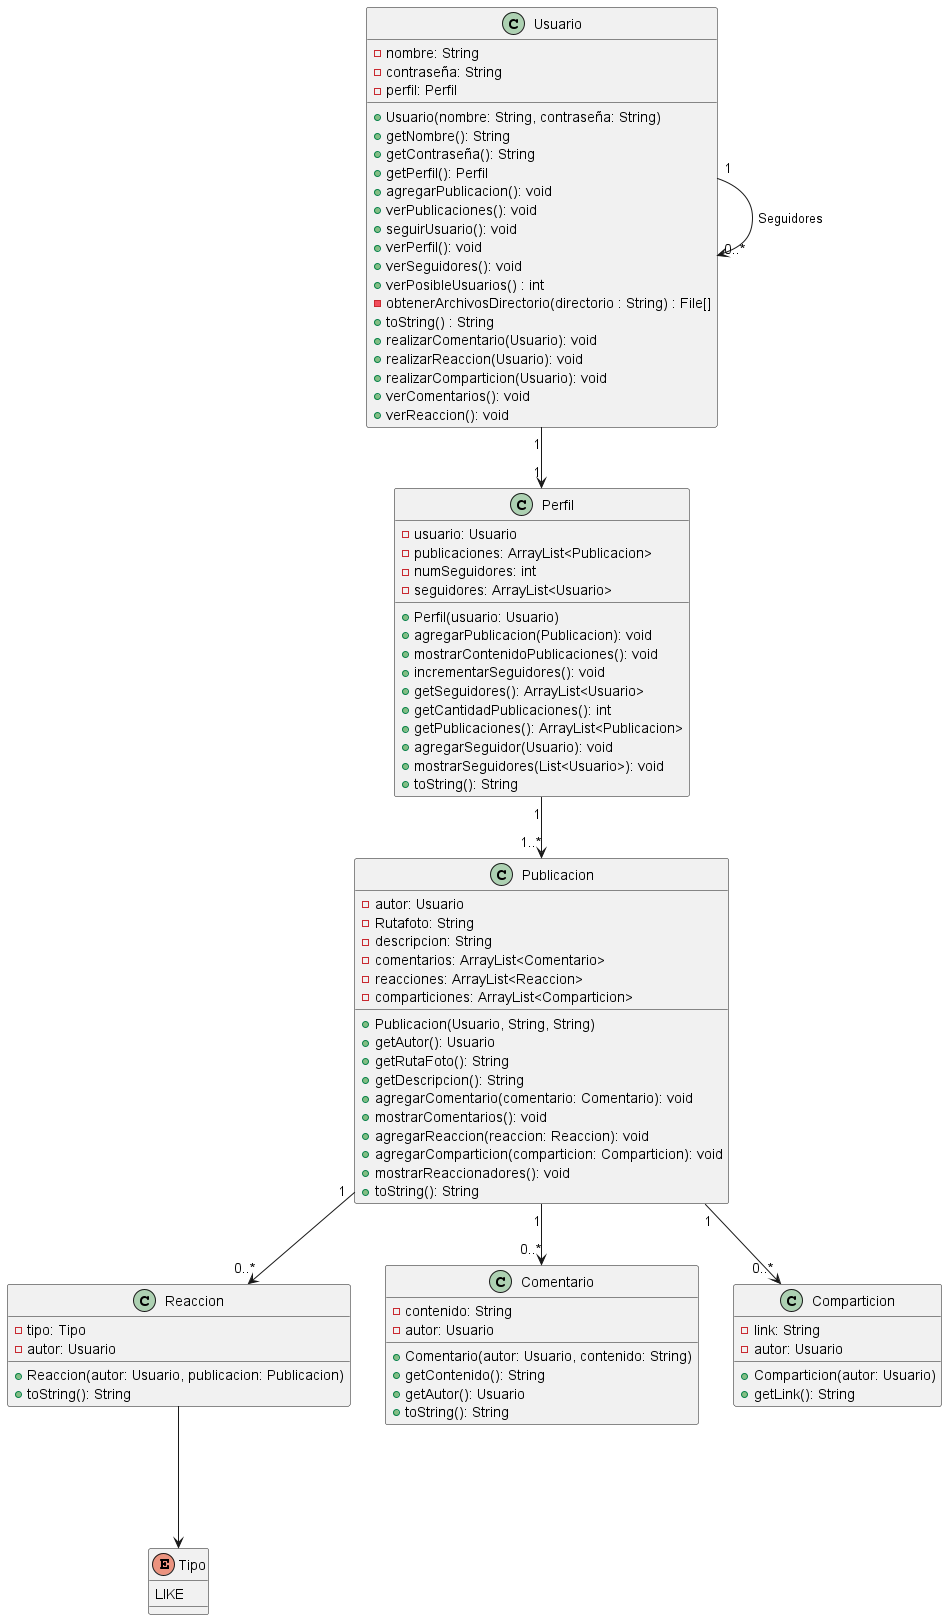 C Usuario
nombre: String
contraseña: String
perfil: Perfil
Usuario(nombre: String, contraseña: String)
getNombre(): String
getContraseña(): String
getPerfil(): Perfil
agregarPublicacion(): void
verPublicaciones(): void
seguirUsuario(): void
verPerfil(): void
verSeguidores(): void
verPosibleUsuarios() : int
obtenerArchivosDirectorio(directorio : String) : File[]
toString() : String
realizarComentario(Usuario): void
realizarReaccion(Usuario): void
realizarComparticion(Usuario): void
verComentarios(): void
verReaccion(): void
1
Seguidores
0..*
1
1
C Perfil
usuario: Usuario
publicaciones: ArrayList<Publicacion>
numSeguidores: int
seguidores: ArrayList<Usuario>
Perfil(usuario: Usuario)
agregarPublicacion(Publicacion): void
mostrarContenidoPublicaciones(): void
incrementarSeguidores(): void
getSeguidores(): ArrayList<Usuario>
getCantidadPublicaciones(): int
getPublicaciones(): ArrayList<Publicacion>
agregarSeguidor(Usuario): void
mostrarSeguidores(List<Usuario>): void
toString(): String
1
1..*
C Publicacion
autor: Usuario
Rutafoto: String
descripcion: String
comentarios: ArrayList<Comentario>
reacciones: ArrayList<Reaccion>
comparticiones: ArrayList<Comparticion>
Publicacion(Usuario, String, String)
getAutor(): Usuario
getRutaFoto(): String
getDescripcion(): String
agregarComentario(comentario: Comentario): void
mostrarComentarios(): void
agregarReaccion(reaccion: Reaccion): void
agregarComparticion(comparticion: Comparticion): void
mostrarReaccionadores(): void
toString(): String
1
0..*
1
0..*
1
0..*
C Reaccion
tipo: Tipo
autor: Usuario
Reaccion(autor: Usuario, publicacion: Publicacion)
toString(): String
C Comentario
contenido: String
autor: Usuario
Comentario(autor: Usuario, contenido: String)
getContenido(): String
getAutor(): Usuario
toString(): String
C Comparticion
link: String
autor: Usuario
Comparticion(autor: Usuario)
getLink(): String
E Tipo
LIKE